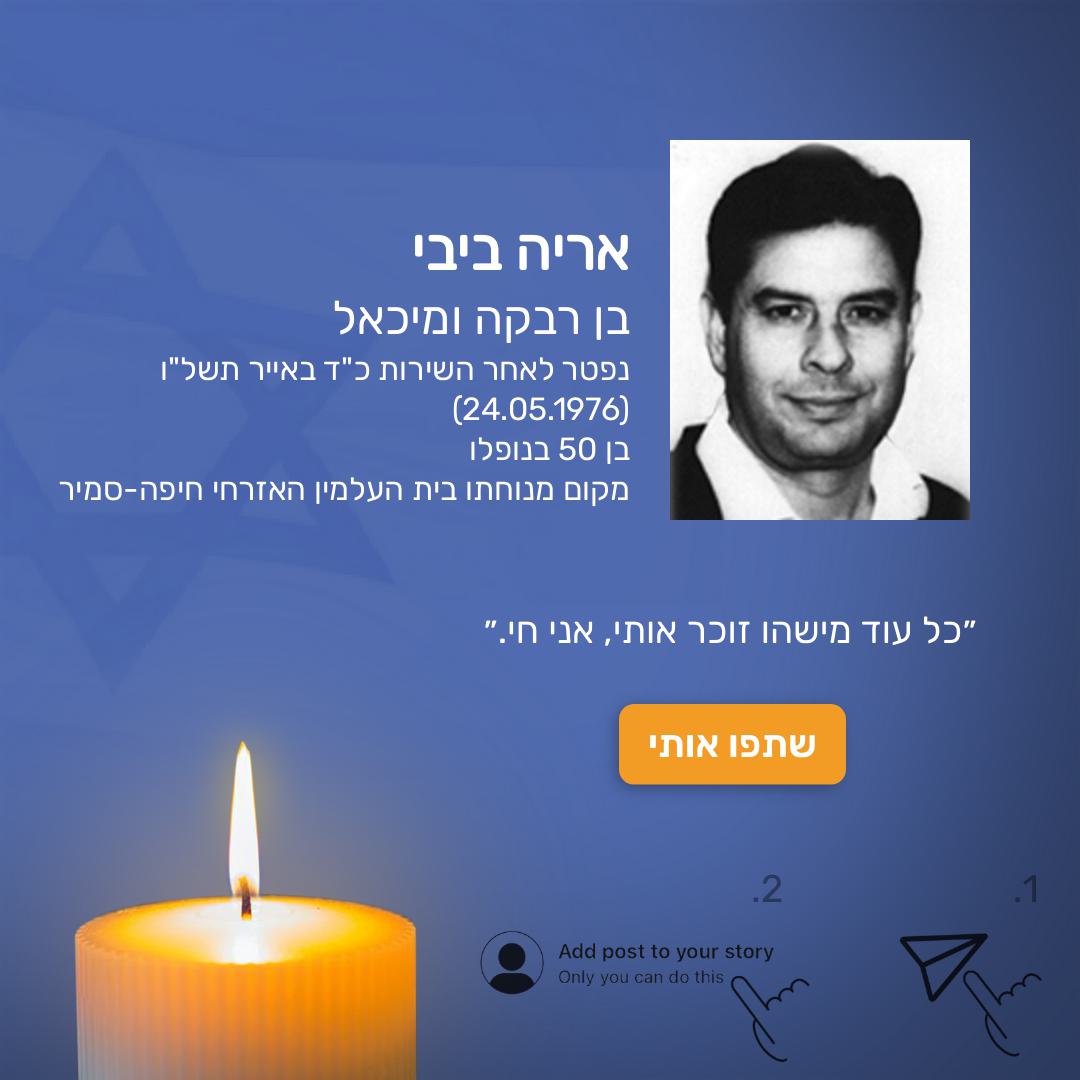 אריה ביבי
בן רבקה ומיכאל
נפטר לאחר השירות כ"ד באייר תשל"ו
(24.05.1976)
בן 50 בנופלו
מקום מנוחתו בית העלמין האזרחי חיפה-סמיר
״כל עוד מישהו זוכר אותי, אני חי.״
שתפו אותי
.1
.2
Add post to your story
Only you can do this